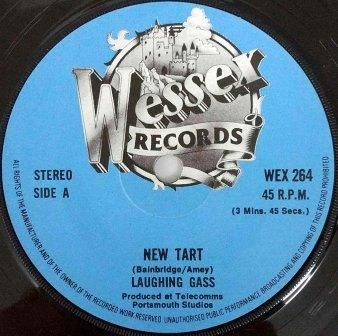 Wessex
RECORDS
STEREO
SIDE A
WEX 264
45 R.P.M.
(3 Mins. 45 Secs.)
NEW TART
(Bainbridge/Amey)
LAUGHING GASS
Produced at Telecomms
Portsmouth Studios
ALL RIGHTS OF THE MANUFACTURER AND OF THE OWNER OF THE RECORDED WORK RESERVED. UNAUTHORISED PUBLIC PERFORMANCE BROADCASTING AND COPYING OF THIS RECORD PROHIBITED